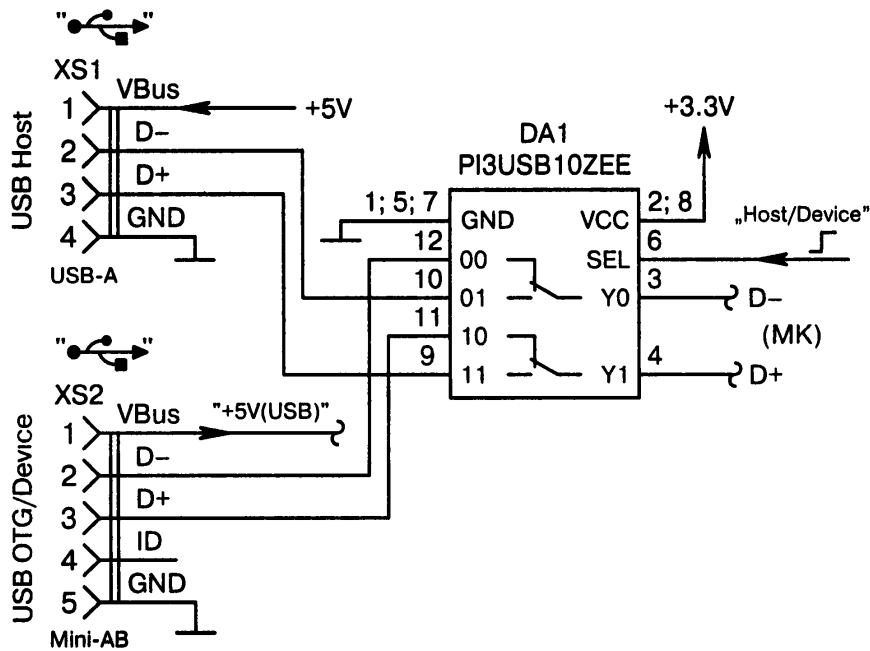 " "
XS1
USB Host
1 VBus +5V
2 D−
3 D+
4 GND
USB-A
+3.3V
DA1
PI3USB10ZEE
1; 5; 7 GND VCC 2; 8
„Host/Device"
12 00 SEL 6
10 01 Y0 3 D−
(MK)
11 10
9 11 Y1 4 D+
" "
XS2
USB OTG/Device
1 VBus "+5V(USB)"
2 D−
3 D+
4 ID
5 GND
Mini-AB